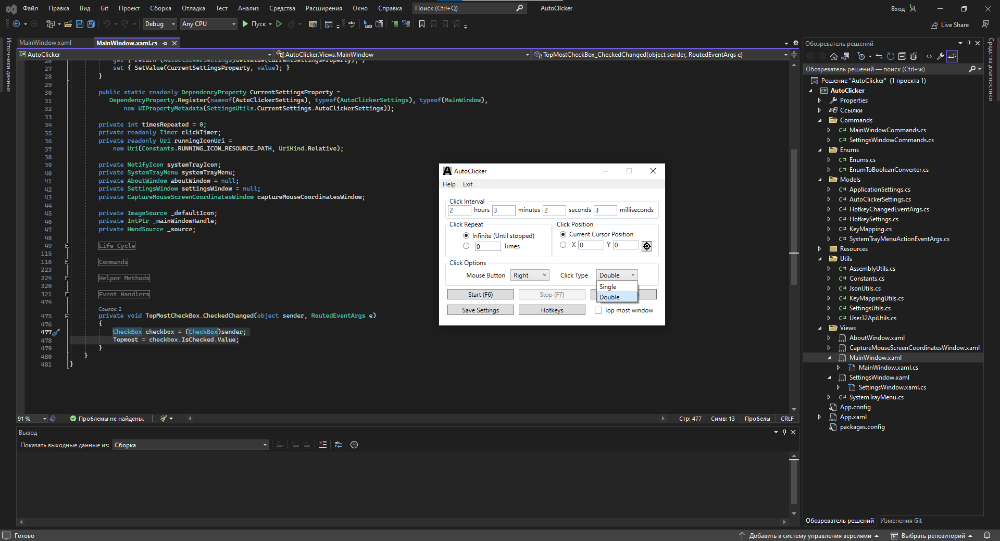 Файл Правка Вид Git Проект Сборка Отладка Тест Анализ Средства Расширения Окно Справка Поиск (Ctrl+Q) AutoClicker Вход
Debug Any CPU Пуск Live Share
Источники данных
MainWindow.xaml MainWindow.xaml.cs
AutoClicker AutoClicker.Views.MainWindow TopMostCheckBox_CheckedChanged(object sender, RoutedEventArgs e)
26 get { return (AutoClickerSettings)GetValue(CurrentSettingsProperty); }
27 set { SetValue(CurrentSettingsProperty, value); }
28 }
29
30 public static readonly DependencyProperty CurrentSettingsProperty =
31 DependencyProperty.Register(nameof(AutoClickerSettings), typeof(AutoClickerSettings), typeof(MainWindow),
32 new UIPropertyMetadata(SettingsUtils.CurrentSettings.AutoClickerSettings));
33
34 private int timesRepeated = 0;
35 private readonly Timer clickTimer;
36 private readonly Uri runningIconUri =
37 new Uri(Constants.RUNNING_ICON_RESOURCE_PATH, UriKind.Relative);
38
39 private NotifyIcon systemTrayIcon;
40 private SystemTrayMenu systemTrayMenu;
41 private AboutWindow aboutWindow = null;
42 private SettingsWindow settingsWindow = null;
43 private CaptureMouseScreenCoordinatesWindow captureMouseCoordinatesWindow;
44
45 private ImageSource _defaultIcon;
46 private IntPtr _mainWindowHandle;
47 private HwndSource _source;
48
49 Life Cycle
115
116 Commands
223
224 Helper Methods
320
321 Event Handlers
474
Ссылок: 2
475 private void TopMostCheckBox_CheckedChanged(object sender, RoutedEventArgs e)
476 {
477 CheckBox checkbox = (CheckBox)sender;
478 Topmost = checkbox.IsChecked.Value;
479 }
480 }
481 }
91 % Проблемы не найдены. Стр: 477 Симв: 13 Пробелы CRLF
AutoClicker
Help Exit
Click Interval
2 hours 3 minutes 2 seconds 3 milliseconds
Click Repeat
Infinite (Until stopped)
0 Times
Click Position
Current Cursor Position
X 0 Y 0
Click Options
Mouse Button Right Click Type Double
Single
Double
Start (F6) Stop (F7)
Save Settings Hotkeys Top most window
Вывод
Показать выходные данные из: Сборка
Обозреватель решений
Обозреватель решений — поиск (Ctrl+ж)
Решение "AutoClicker" (1 проекта 1)
AutoClicker
Properties
Ссылки
Commands
C# MainWindowCommands.cs
C# SettingsWindowCommands.cs
Enums
C# Enums.cs
C# EnumToBooleanConverter.cs
Models
C# ApplicationSettings.cs
C# AutoClickerSettings.cs
C# HotkeyChangedEventArgs.cs
C# HotkeySettings.cs
C# KeyMapping.cs
C# SystemTrayMenuActionEventArgs.cs
Resources
Utils
C# AssemblyUtils.cs
C# Constants.cs
C# JsonUtils.cs
C# KeyMappingUtils.cs
C# SettingsUtils.cs
C# User32ApiUtils.cs
Views
AboutWindow.xaml
CaptureMouseScreenCoordinatesWindow.xaml
MainWindow.xaml
MainWindow.xaml.cs
SettingsWindow.xaml
SettingsWindow.xaml.cs
C# SystemTrayMenu.cs
App.config
App.xaml
packages.config
Обозреватель решений Изменения Git
Средства диагностики
Готово Добавить в систему управления версиями Выбрать репозиторий